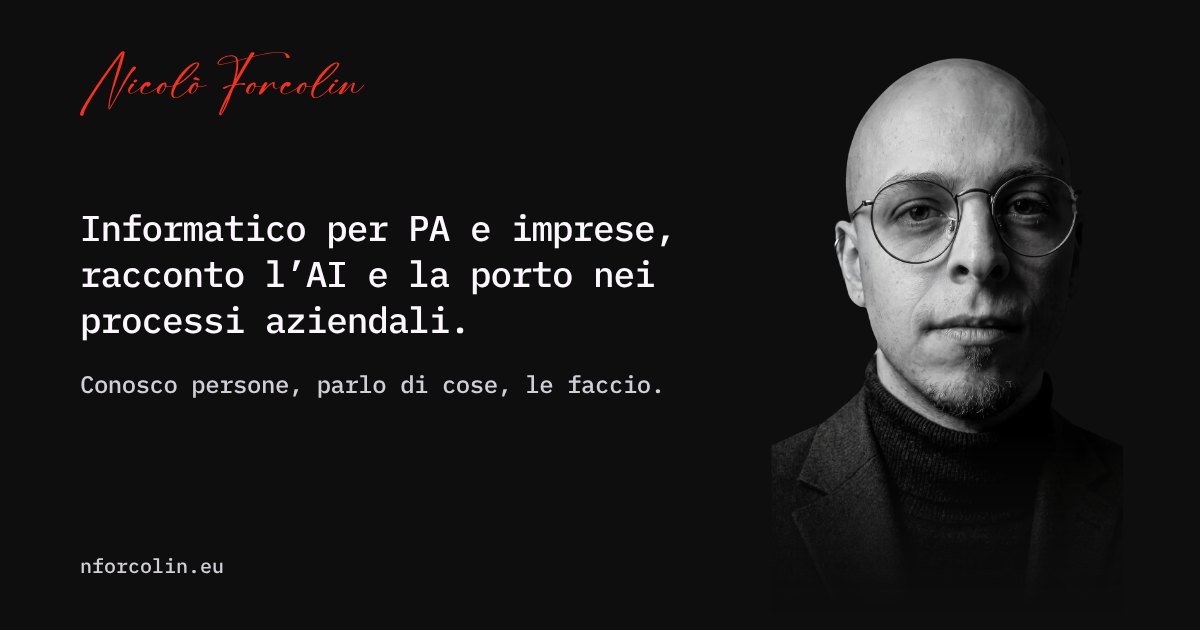 Nicolò Forcolin
Informatico per PA e imprese,
racconto l’AI e la porto nei
processi aziendali.
Conosco persone, parlo di cose, le faccio.
nforcolin.eu